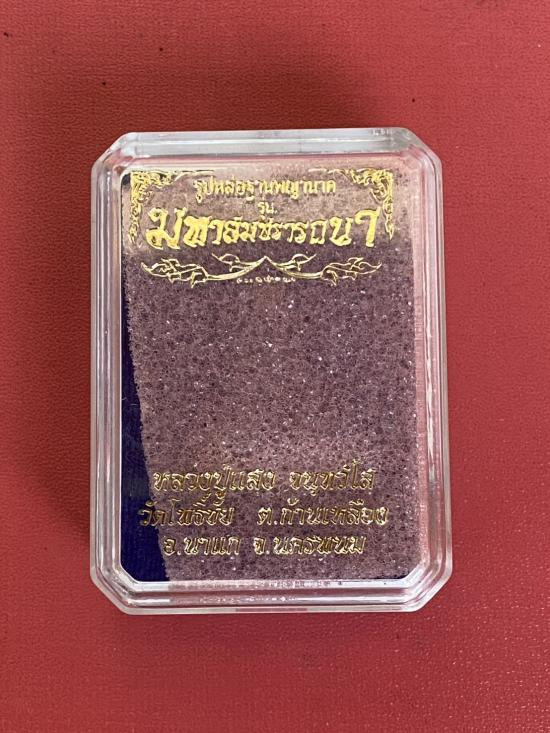 รูปหล่อฐานพญานาค
รุ่น
มหาสมปรารถนา
หลวงปู่แสง จนฺทวํโส
วัดโพธิ์ชัย ต.ก้านเหลือง
อ.นาแก จ.นครพนม